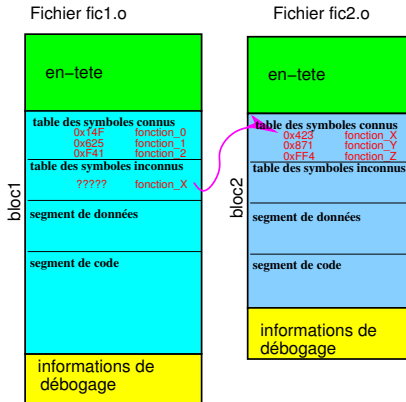 Fichier fic1.o
en-tete
table des symboles connus
0x14F fonction_0
0x625 fonction_1
0xF41 fonction_2
table des symboles inconnus
????? fonction_X
segment de données
segment de code
informations de
débogage
bloc1
Fichier fic2.o
en-tete
table des symboles connus
0x423 fonction_X
0x871 fonction_Y
0xFF4 fonction_Z
table des symboles inconnus
segment de données
segment de code
informations de
débogage
bloc2